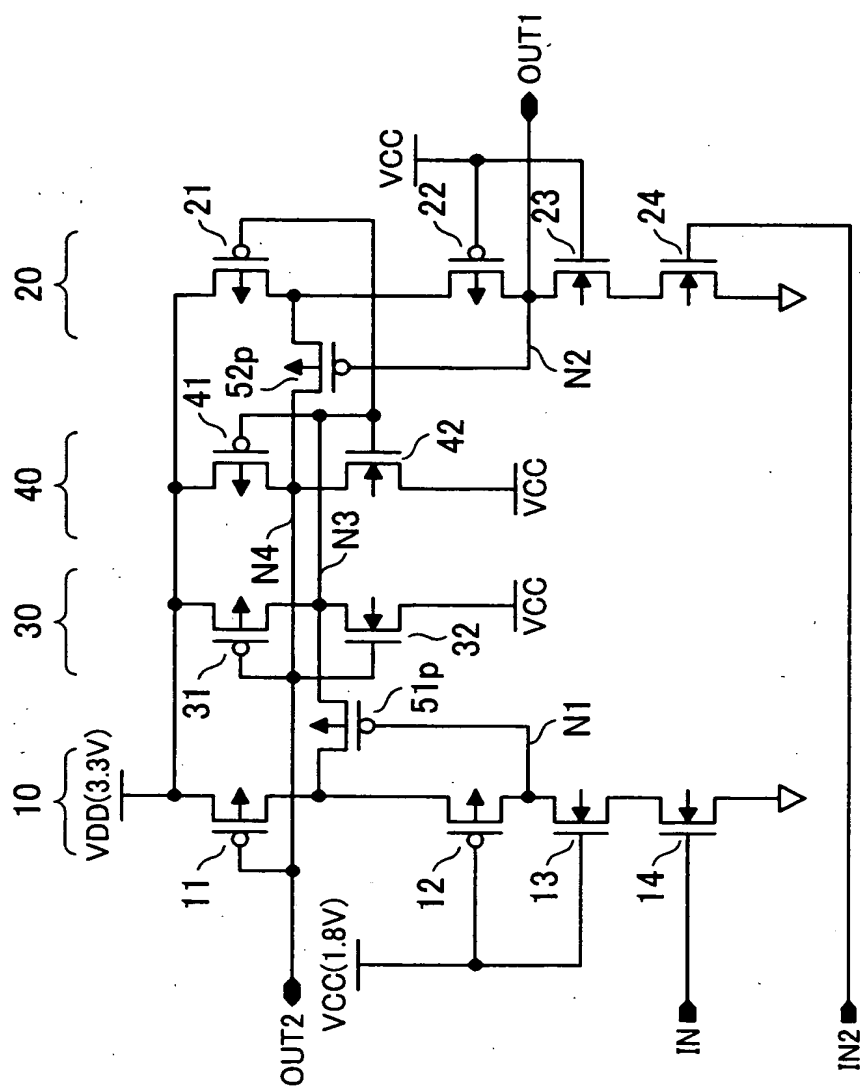 10
30
40
20
VDD(3.3V)
11
31
41
21
N4
52p
OUT2
VCC(1.8V)
N3
VCC
12
51p
32
42
22
VCC
VCC
N1
N2
OUT1
13
23
14
24
IN
IN2